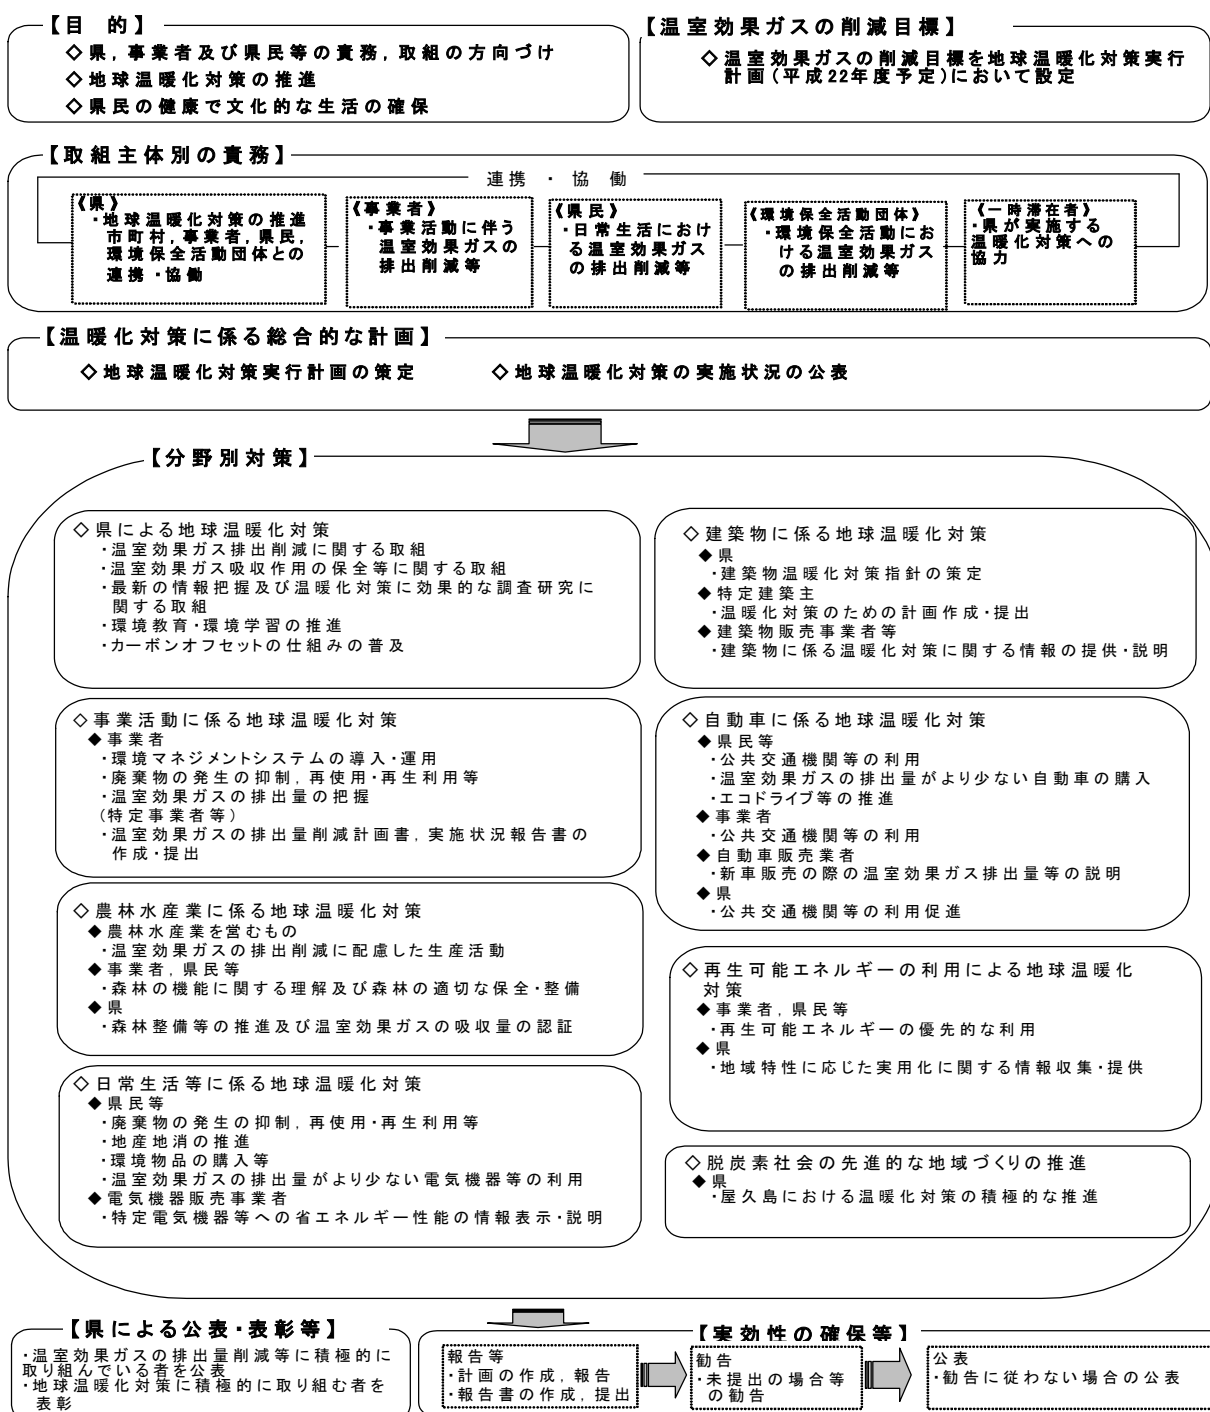 【目 的】
◇県，事業者及び県民等の責務，取組の方向づけ
◇地球温暖化対策の推進
◇県民の健康で文化的な生活の確保
【温室効果ガスの削減目標】
◇温室効果ガスの削減目標を地球温暖化対策実行
計画（平成22年度予定）において設定
【取組主体別の責務】
連携・協働
《県》
・地球温暖化対策の推進
市町村，事業者，県民，
環境保全活動団体との
連携・協働
《事業者》
・事業活動に伴う
温室効果ガスの
排出削減等
《県民》
・日常生活におけ
る温室効果ガス
の排出削減等
《環境保全活動団体》
・環境保全活動にお
ける温室効果ガス
の排出削減等
《一時滞在者》
・県が実施する
温暖化対策への
協力
【温暖化対策に係る総合的な計画】
◇地球温暖化対策実行計画の策定
◇地球温暖化対策の実施状況の公表
【分野別対策】
◇県による地球温暖化対策
・温室効果ガス排出削減に関する取組
・温室効果ガス吸収作用の保全等に関する取組
・最新の情報把握及び温暖化対策に効果的な調査研究に
関する取組
・環境教育・環境学習の推進
・カーボンオフセットの仕組みの普及
◇事業活動に係る地球温暖化対策
◆事業者
・環境マネジメントシステムの導入・運用
・廃棄物の発生の抑制，再使用・再生利用等
・温室効果ガスの排出量の把握
（特定事業者等）
・温室効果ガスの排出量削減計画書，実施状況報告書の
作成・提出
◇農林水産業に係る地球温暖化対策
◆農林水産業を営むもの
・温室効果ガスの排出削減に配慮した生産活動
◆事業者，県民等
・森林の機能に関する理解及び森林の適切な保全・整備
◆県
・森林整備等の推進及び温室効果ガスの吸収量の認証
◇日常生活等に係る地球温暖化対策
◆県民等
・廃棄物の発生の抑制，再使用・再生利用等
・地産地消の推進
・環境物品の購入等
・温室効果ガスの排出量がより少ない電気機器等の利用
◆電気機器販売事業者
・特定電気機器等への省エネルギー性能の情報表示・説明
◇建築物に係る地球温暖化対策
◆県
・建築物温暖化対策指針の策定
◆特定建築主
・温暖化対策のための計画作成・提出
◆建築物販売事業者等
・建築物に係る温暖化対策に関する情報の提供・説明
◇自動車に係る地球温暖化対策
◆県民等
・公共交通機関等の利用
・温室効果ガスの排出量がより少ない自動車の購入
・エコドライブ等の推進
◆事業者
・公共交通機関等の利用
◆自動車販売業者
・新車販売の際の温室効果ガス排出量等の説明
◆県
・公共交通機関等の利用促進
◇再生可能エネルギーの利用による地球温暖化
対策
◆事業者，県民等
・再生可能エネルギーの優先的な利用
◆県
・地域特性に応じた実用化に関する情報収集・提供
◇脱炭素社会の先進的な地域づくりの推進
◆県
・屋久島における温暖化対策の積極的な推進
【県による公表・表彰等】
・温室効果ガスの排出量削減等に積極的に
取り組んでいる者を公表
・地球温暖化対策に積極的に取り組む者を
表彰
【実効性の確保等】
報告等
・計画の作成，報告
・報告書の作成，提出
勧告
・未提出の場合等
の勧告
公表
・勧告に従わない場合の公表